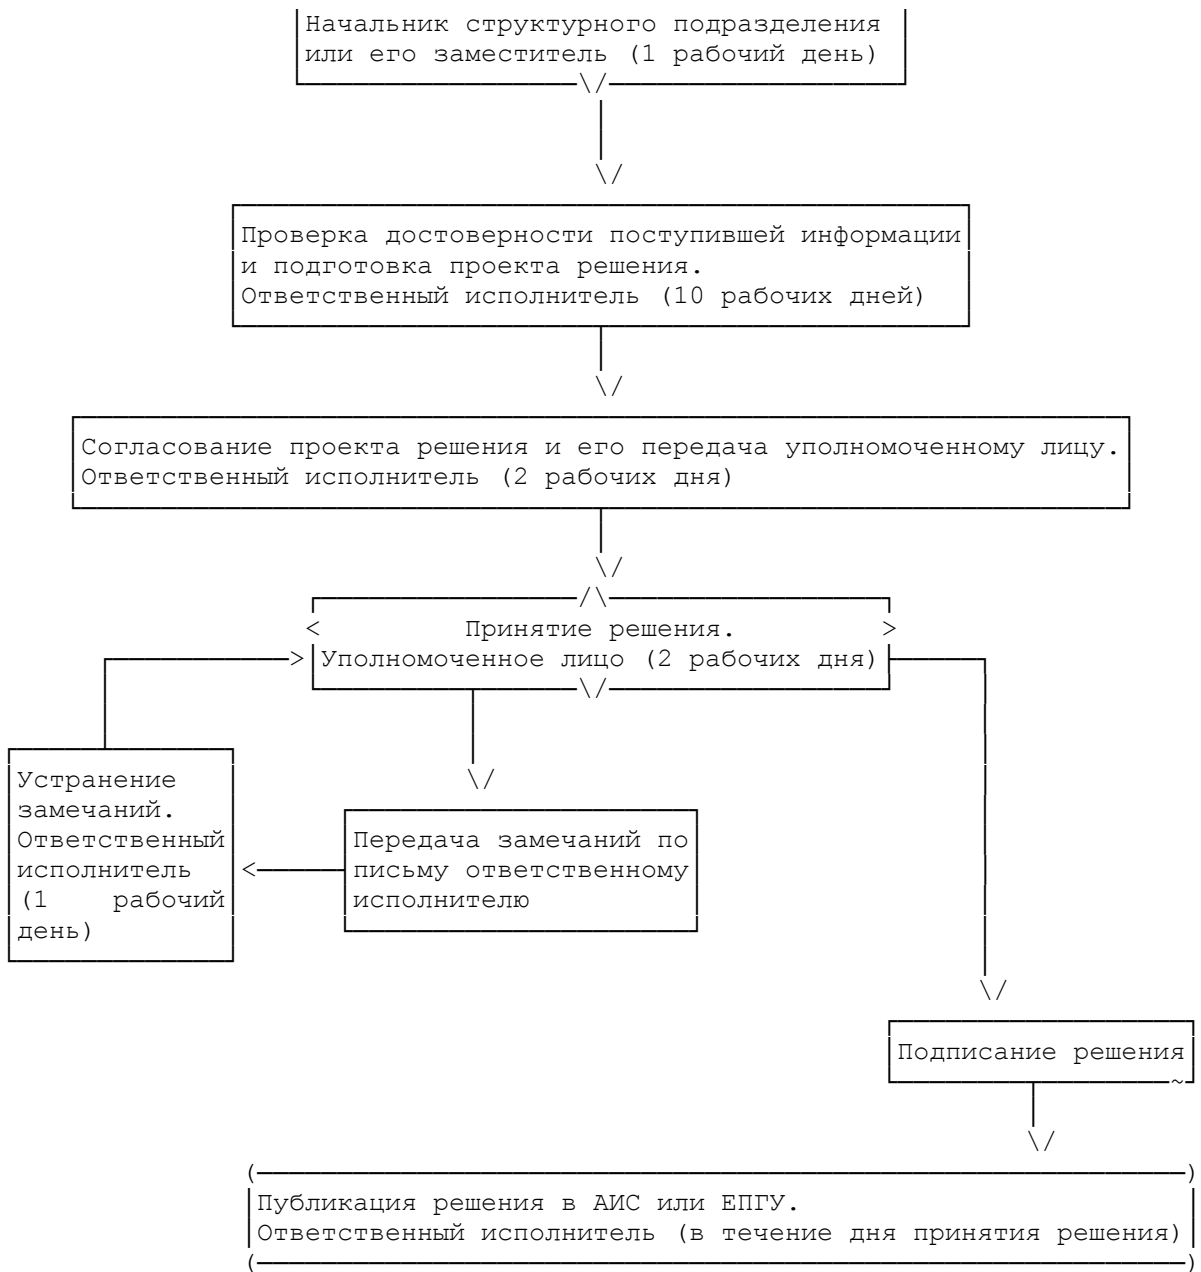 Начальник структурного подразделения
или его заместитель (1 рабочий день)
Проверка достоверности поступившей информации
и подготовка проекта решения.
Ответственный исполнитель (10 рабочих дней)
Согласование проекта решения и его передача уполномоченному лицу.
Ответственный исполнитель (2 рабочих дня)
Принятие решения.
Уполномоченное лицо (2 рабочих дня)
Устранение
замечаний.
Ответственный
исполнитель
(1 рабочий
день)
Передача замечаний по
письму ответственному
исполнителю
Подписание решения
Публикация решения в АИС или ЕПГУ.
Ответственный исполнитель (в течение дня принятия решения)